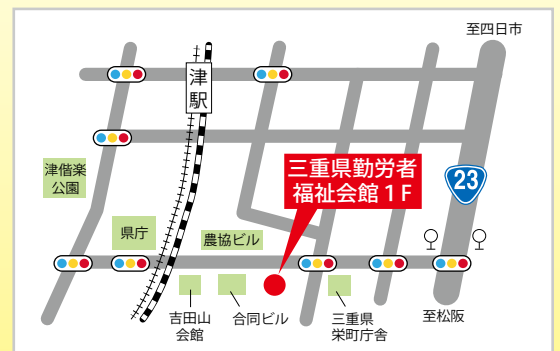 至四日市
津
駅
三重県勤労者
福祉会館1F
津偕楽
公園
23
県庁
農協ビル
吉田山
会館
合同ビル
三重県
栄町庁舎
至松阪